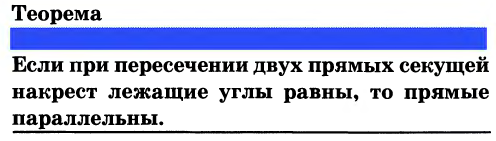 Теорема
Если при пересечении двух прямых секущей
накрест лежащие углы равны, то прямые
параллельны.